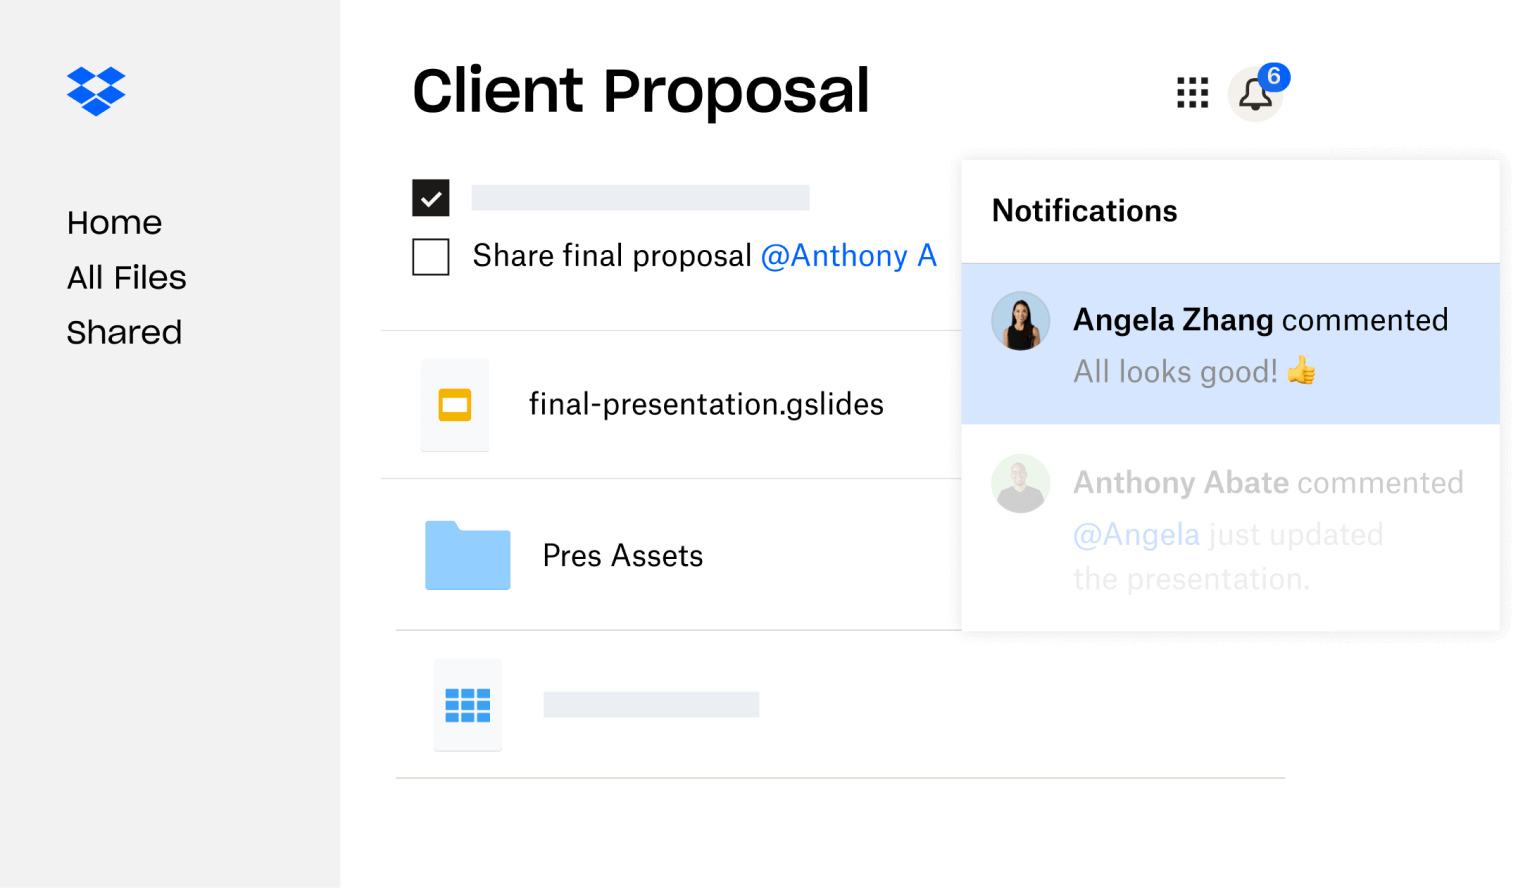 Client Proposal
6
Home
All Files
Shared
Share final proposal @Anthony A
final-presentation.gslides
Pres Assets
Notifications
Angela Zhang commented
All looks good! 👍
Anthony Abate commented
@Angela just updated
the presentation.